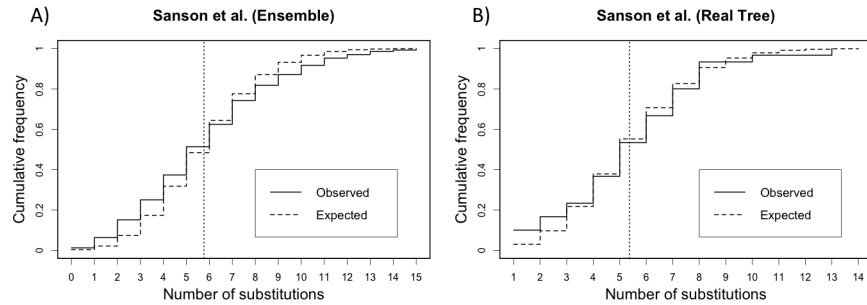 A)
Sanson et al. (Ensemble)
Cumulative frequency
1
0.8
0.6
0.4
0.2
0
Observed
Expected
0 1 2 3 4 5 6 7 8 9 10 11 12 13 14 15
Number of substitutions
B)
Sanson et al. (Real Tree)
Cumulative frequency
1
0.8
0.6
0.4
0.2
0
Observed
Expected
1 2 3 4 5 6 7 8 9 10 11 12 13 14
Number of substitutions